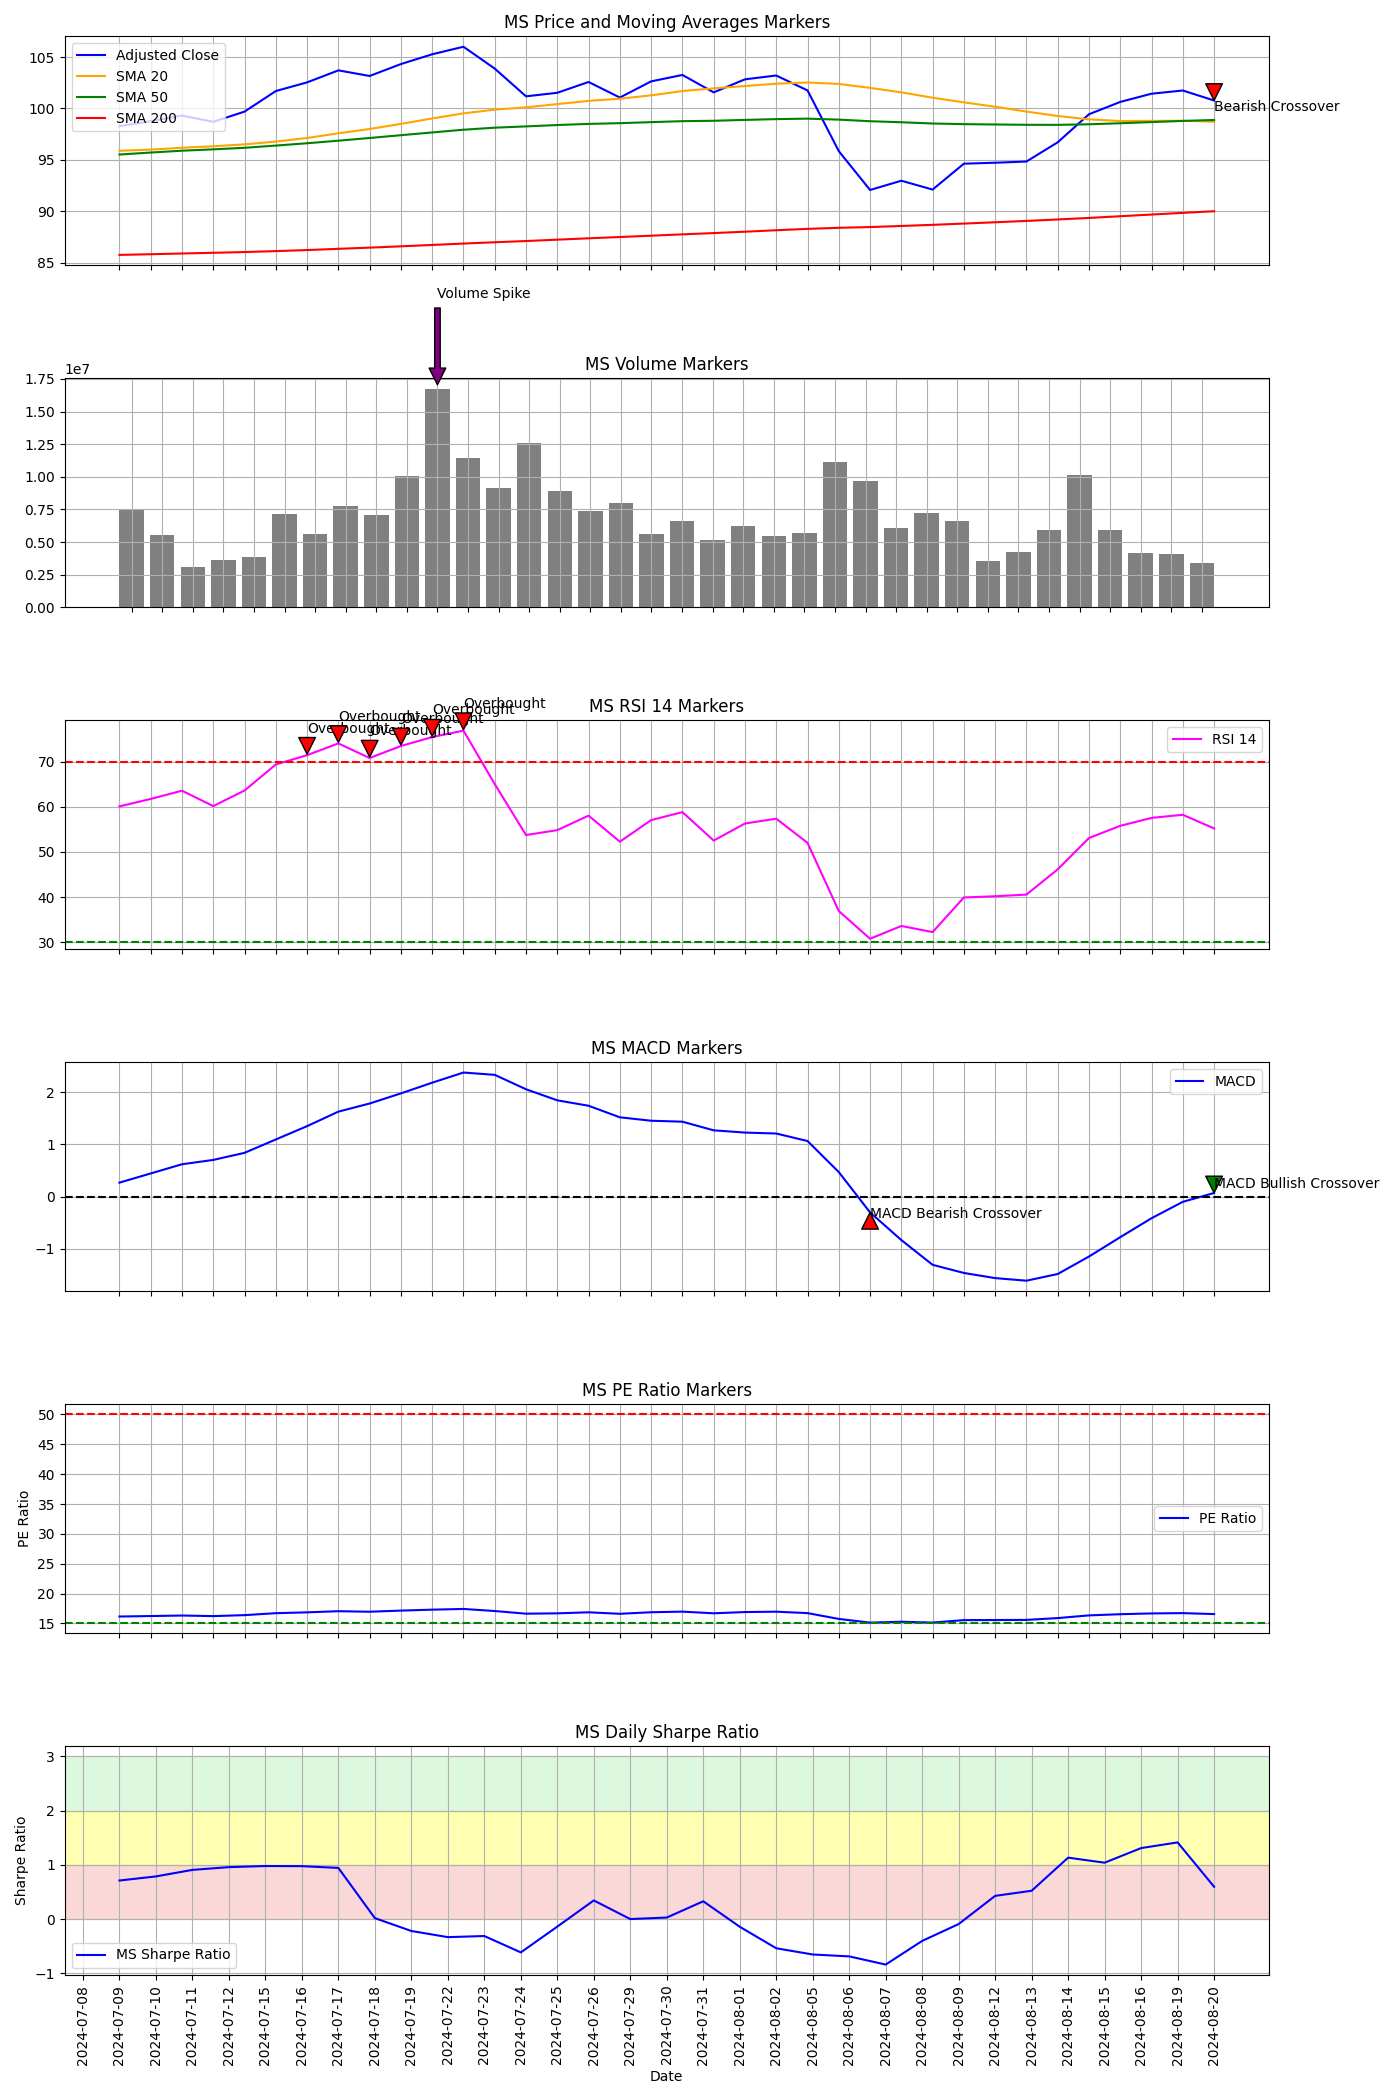 MS Price and Moving Averages Markers
105
100
95
90
85
Adjusted Close
SMA 20
SMA 50
SMA 200
Bearish Crossover
Volume Spike
MS Volume Markers
1e7
1.75
1.50
1.25
1.00
0.75
0.50
0.25
0.00
MS RSI 14 Markers
Overbought
Overbought
Overbought
Overbought
Overbought
Overbought
RSI 14
70
60
50
40
30
MS MACD Markers
MACD
2
1
0
−1
MACD Bearish Crossover
MACD Bullish Crossover
MS PE Ratio Markers
PE Ratio
50
45
40
35
30
25
20
15
PE Ratio
MS Daily Sharpe Ratio
Sharpe Ratio
3
2
1
0
−1
MS Sharpe Ratio
2024-07-08
2024-07-09
2024-07-10
2024-07-11
2024-07-12
2024-07-15
2024-07-16
2024-07-17
2024-07-18
2024-07-19
2024-07-22
2024-07-23
2024-07-24
2024-07-25
2024-07-26
2024-07-29
2024-07-30
2024-07-31
2024-08-01
2024-08-02
2024-08-05
2024-08-06
2024-08-07
2024-08-08
2024-08-09
2024-08-12
2024-08-13
2024-08-14
2024-08-15
2024-08-16
2024-08-19
2024-08-20
Date